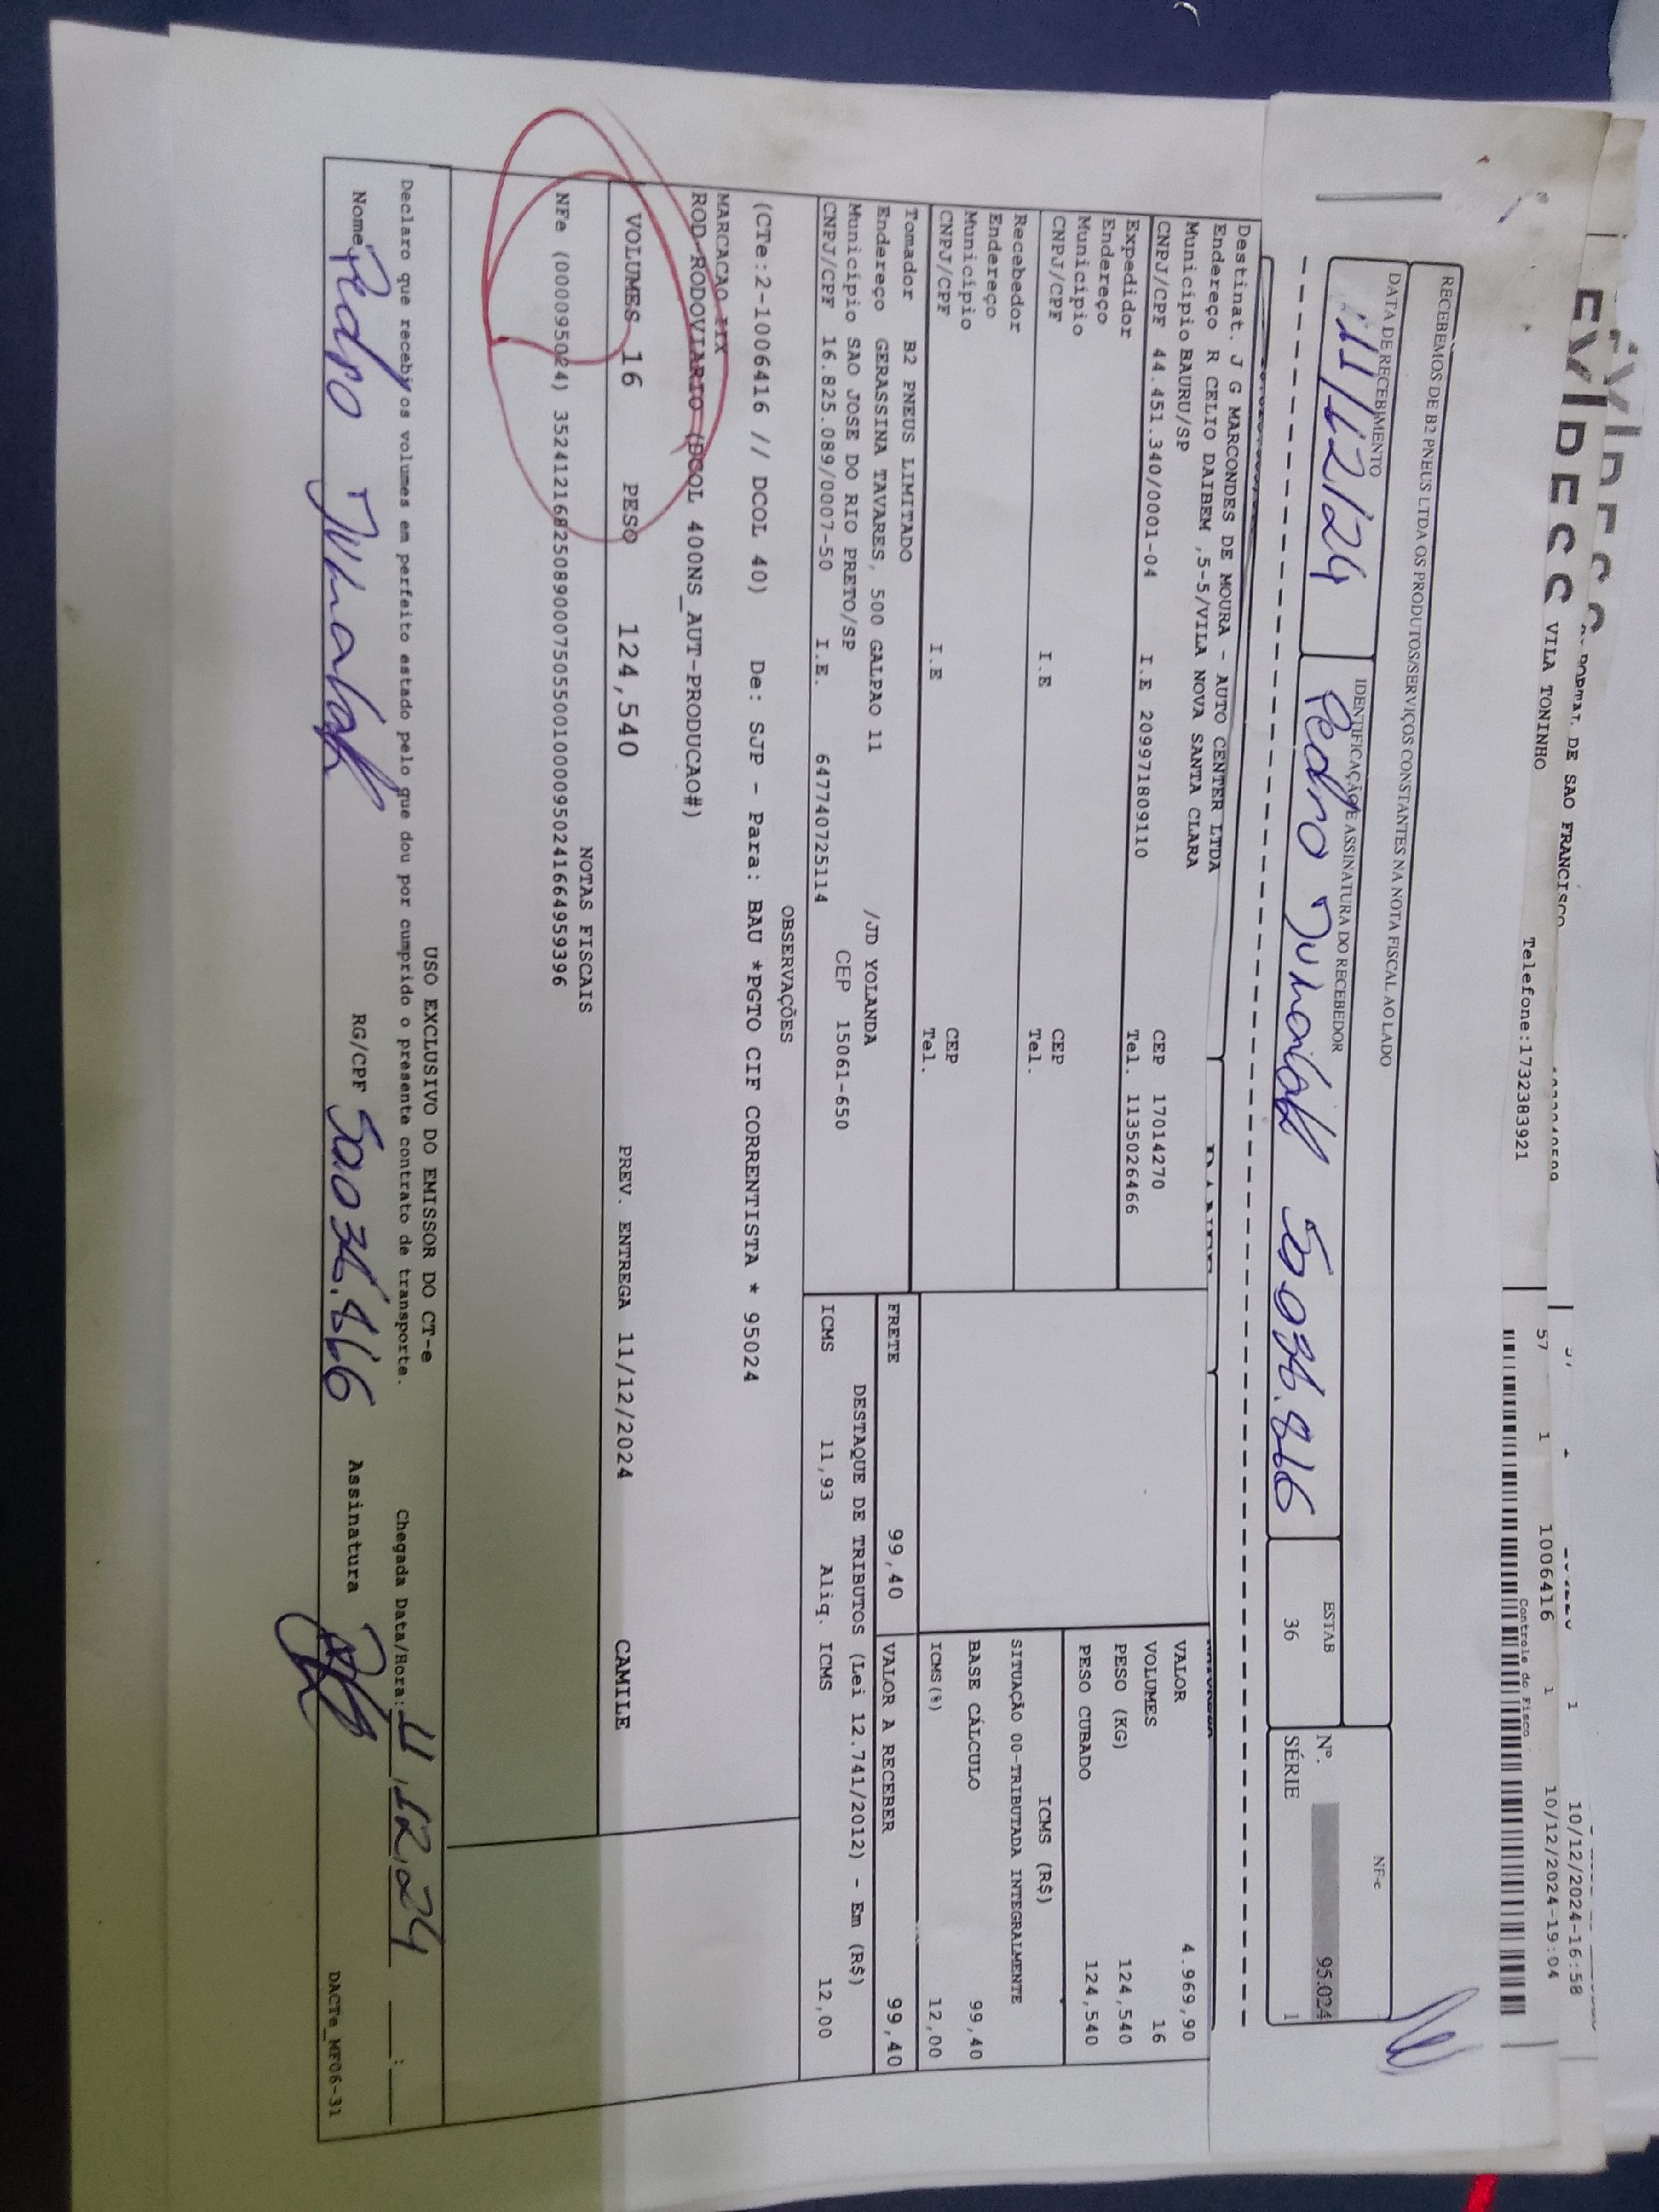 VILA TONINHO Telefone:1732383921
57 1 1006416 1 10/12/2024-19:04
10/12/2024-16:58
PORTAL DE SAO FRANCISCO
Controle do Fisco
RECEBEMOS DE B2 PNEUS LTDA OS PRODUTOS/SERVIÇOS CONSTANTES NA NOTA FISCAL AO LADO
NF-e
DATA DE RECEBIMENTO
11/12/24
IDENTIFICAÇÃO E ASSINATURA DO RECEBEDOR
Pedro 50.036.866
ESTAB
36
Nº. 95.024
SÉRIE 1
Destinat. J G MARCONDES DE MOURA - AUTO CENTER LTDA
Endereço R CELIO DAIBEM ,5-5/VILA NOVA SANTA CLARA
Município BAURU/SP CEP 17014270
CNPJ/CPF 44.451.340/0001-04 I.E 209971809110 Tel. 1135026466
Expedidor
Endereço
Município CEP
CNPJ/CPF I.E Tel.
Recebedor
Endereço
Município CEP
CNPJ/CPF I.E Tel.
Tomador B2 PNEUS LIMITADO
Endereço GERASSINA TAVARES, 500 GALPAO 11 /JD YOLANDA
Município SAO JOSE DO RIO PRETO/SP CEP 15061-650
CNPJ/CPF 16.825.089/0007-50 I.E. 647740725114
VALOR 4.969,90
VOLUMES 16
PESO (KG) 124,540
PESO CUBADO 124,540
ICMS (R$)
SITUAÇÃO 00-TRIBUTADA INTEGRALMENTE
BASE CÁLCULO 99,40
ICMS(%) 12,00
FRETE 99,40 VALOR A RECEBER 99,40
DESTAQUE DE TRIBUTOS (Lei 12.741/2012) - Em (R$)
ICMS 11,93 Aliq. ICMS 12,00
OBSERVAÇÕES
(CTe:2-1006416 // DCOL 40) De: SJP - Para: BAU *PGTO CIF CORRENTISTA * 95024
MARCACAO MIX
ROD-RODOVIARIO (DCOL 400NS_AUT-PRODUCAO#)
VOLUMES 16 PESO 124,540 PREV. ENTREGA 11/12/2024 CAMILE
NOTAS FISCAIS
NFe (000095024) 35241216825089000750550010000950241664959396
USO EXCLUSIVO DO EMISSOR DO CT-e
Declaro que recebi os volumes em perfeito estado pelo que dou por cumprido o presente contrato de transporte. Chegada Data/Hora: 11.12.24 __:__
Nome: Pedro RG/CPF 50.036.866 Assinatura
DACTe_MF06-31